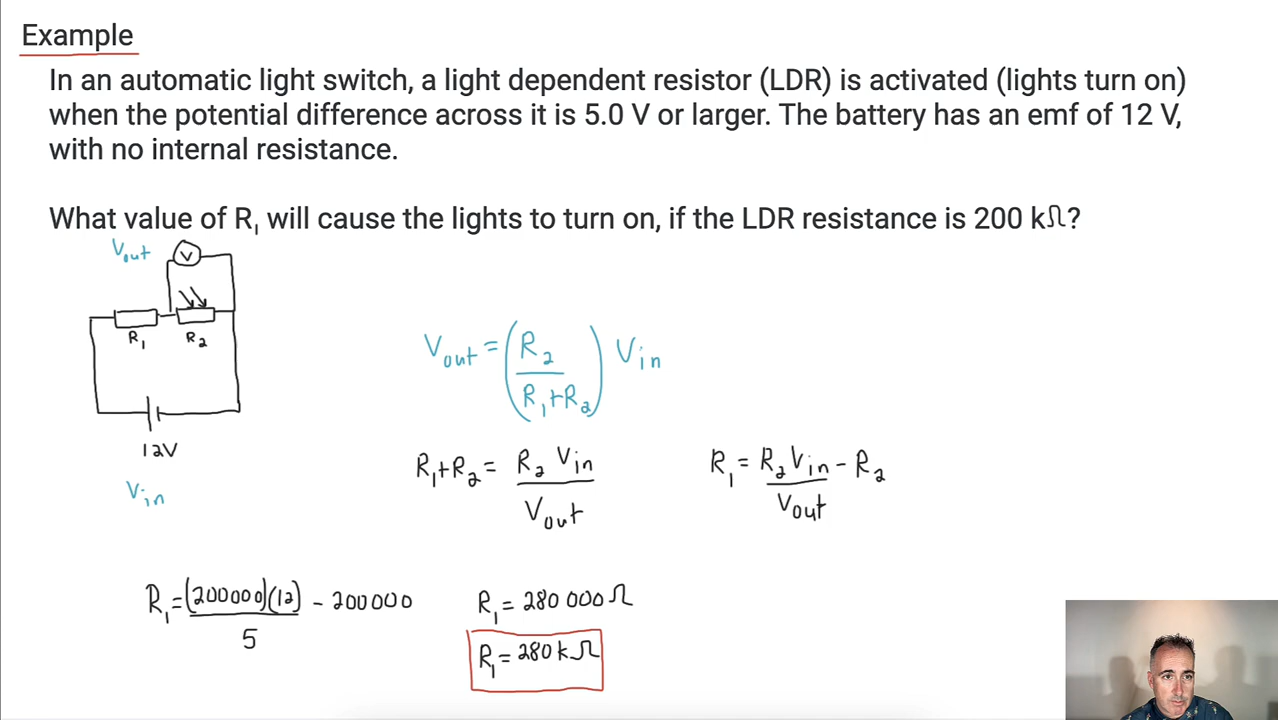 Example
In an automatic light switch, a light dependent resistor (LDR) is activated (lights turn on)
when the potential difference across it is 5.0 V or larger. The battery has an emf of 12 V,
with no internal resistance.
What value of R₁ will cause the lights to turn on, if the LDR resistance is 200 kΩ?
Vout
V
R₁ R₂
12V
Vin
Vout = (R₂ / (R₁+R₂)) Vin
R₁+R₂ = R₂ Vin / Vout
R₁ = R₂Vin / Vout - R₂
R₁ = (200000)(12) / 5 - 200000
R₁ = 280 000 Ω
R₁ = 280 kΩ